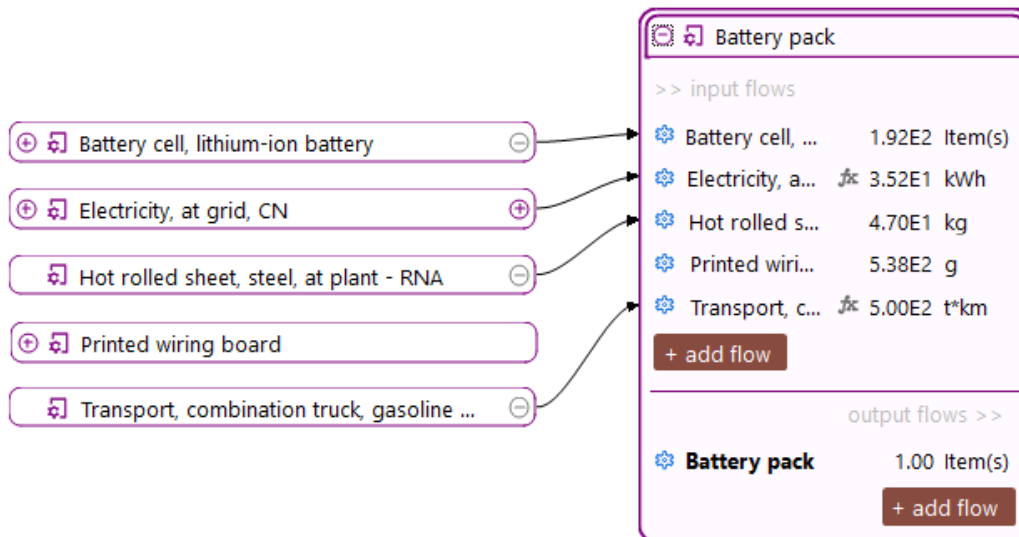 Battery pack
>> input flows
Battery cell, lithium-ion battery
Battery cell, ... 1.92E2 Item(s)
Electricity, at grid, CN
Electricity, a... fx 3.52E1 kWh
Hot rolled sheet, steel, at plant - RNA
Hot rolled s... 4.70E1 kg
Printed wiring board
Printed wiri... 5.38E2 g
Transport, combination truck, gasoline ...
Transport, c... fx 5.00E2 t*km
+ add flow
output flows >>
Battery pack 1.00 Item(s)
+ add flow